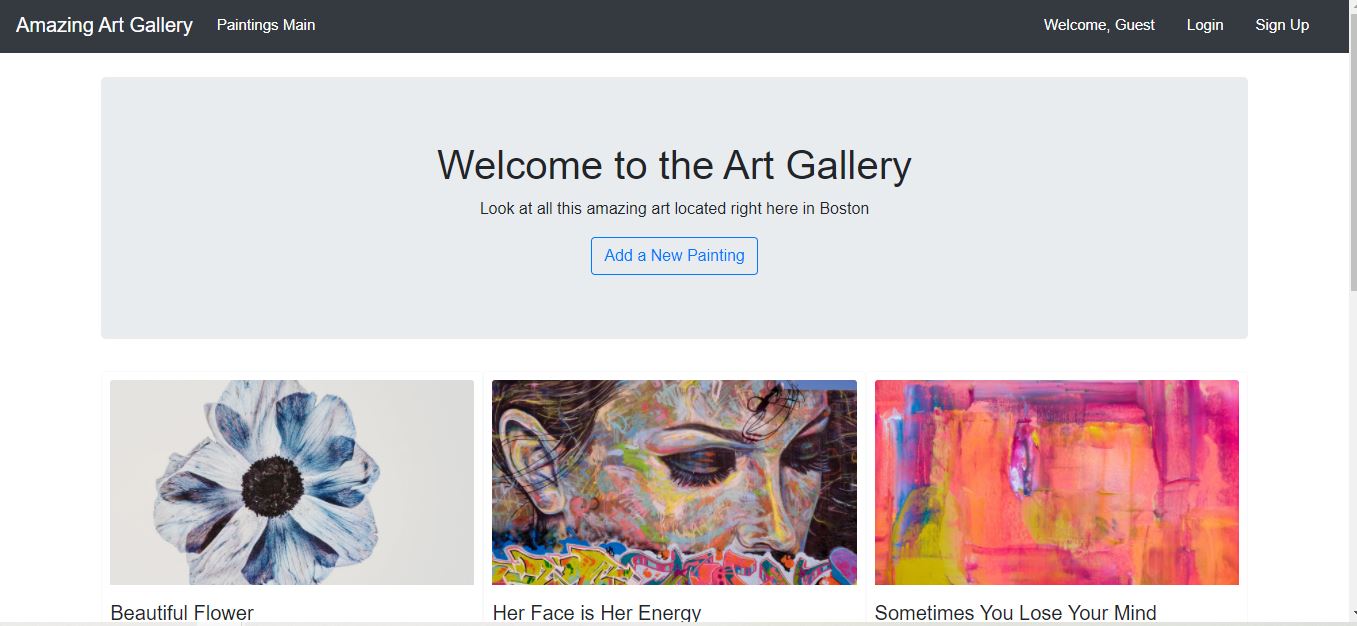 Amazing Art Gallery Paintings Main Welcome, Guest Login Sign Up
Welcome to the Art Gallery
Look at all this amazing art located right here in Boston
Add a New Painting
Beautiful Flower
Her Face is Her Energy
Sometimes You Lose Your Mind